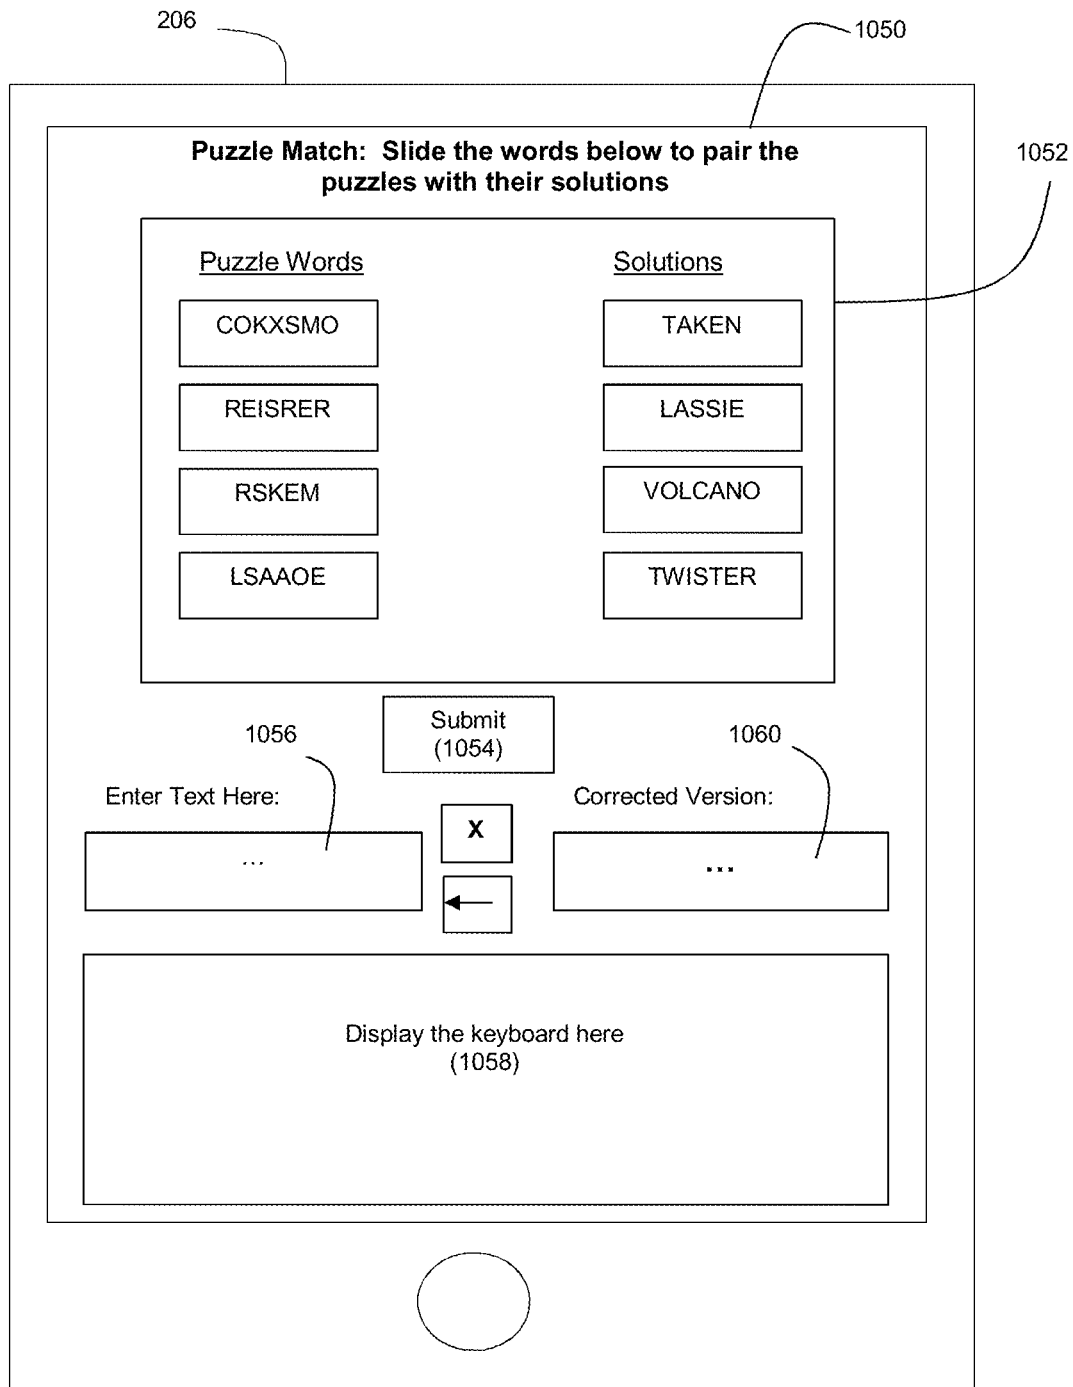 206
1050
Puzzle Match: Slide the words below to pair the
puzzles with their solutions
1052
Puzzle Words
Solutions
COKXSMO
TAKEN
REISRER
LASSIE
RSKEM
VOLCANO
LSAAOE
TWISTER
Submit
(1054)
1056
1060
Enter Text Here:
Corrected Version:
X
...
...
Display the keyboard here
(1058)